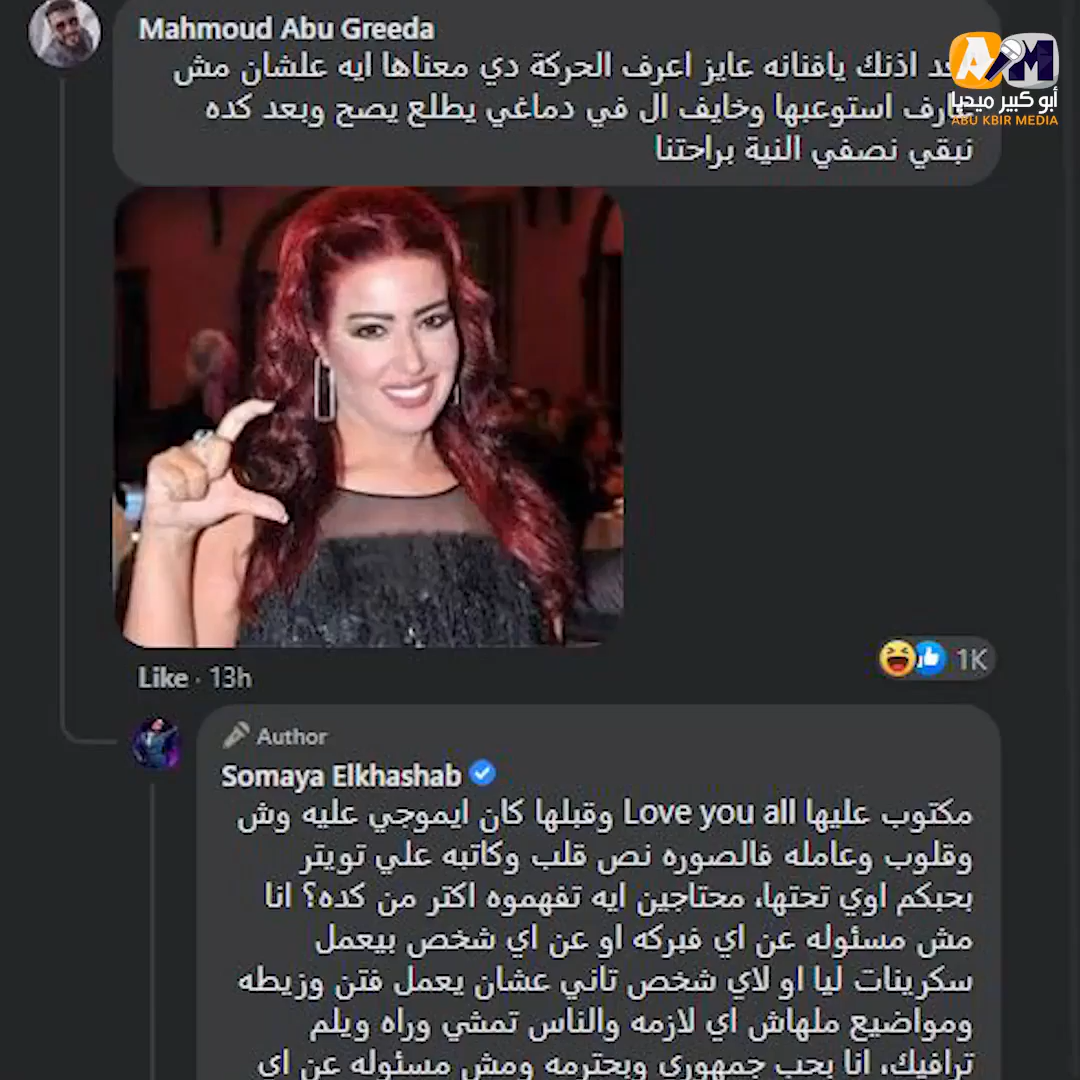 Mahmoud Abu Greeda
اذنك يافنانه عايز اعرف الحركة دي معناها ايه علشان مش
استوعبها وخايف ال في دماغي يطلع يصح وبعد كده
نبقي نصفي النية براحتنا
AM
أبو كبير ميديا
ABU KBIR MEDIA
Like · 13h
1K
Author
Somaya Elkhashab
مكتوب عليها Love you all وقبلها كان ايموجي عليه وش
وقلوب وعامله فالصوره نص قلب وكاتبه علي تويتر
بحبكم اوي تحتها، محتاجين ايه تفهموه اكتر من كده؟ انا
مش مسئوله عن اي فبركه او عن اي شخص بيعمل
سكرينات ليا او لاي شخص تاني عشان يعمل فتن وزيطه
ومواضيع ملهاش اي لازمه والناس تمشي وراه ويلم
ترافيك، انا بحب جمهوري وبحترمه ومش مسئوله عن اي